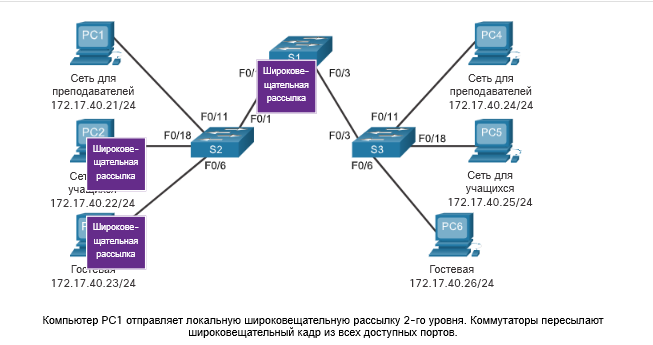 PC1
Сеть для
преподавателей
172.17.40.21/24
PC2
Широкове-
щательная
рассылка
172.17.40.22/24
Широкове-
щательная
рассылка
Гостевая
172.17.40.23/24
F0/11
F0/18
F0/6
S2
F0/1
S1
Широкове-
щательная
рассылка
F0/3
F0/3
F0/11
F0/18
S3
F0/6
PC4
Сеть для
преподавателей
172.17.40.24/24
PC5
Сеть для
учащихся
172.17.40.25/24
PC6
Гостевая
172.17.40.26/24
Компьютер PC1 отправляет локальную широковещательную рассылку 2-го уровня. Коммутаторы пересылают
широковещательный кадр из всех доступных портов.